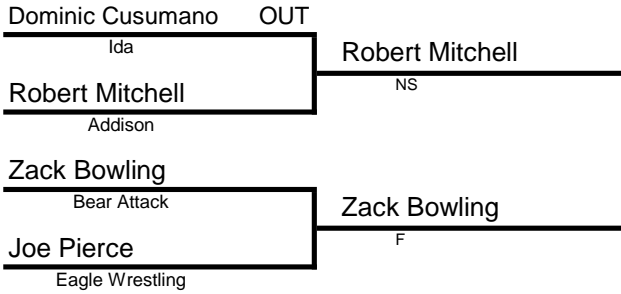 Dominic Cusumano OUT
Ida
Robert Mitchell
Addison
Robert Mitchell
NS
Zack Bowling
Bear Attack
Joe Pierce
Eagle Wrestling
Zack Bowling
F